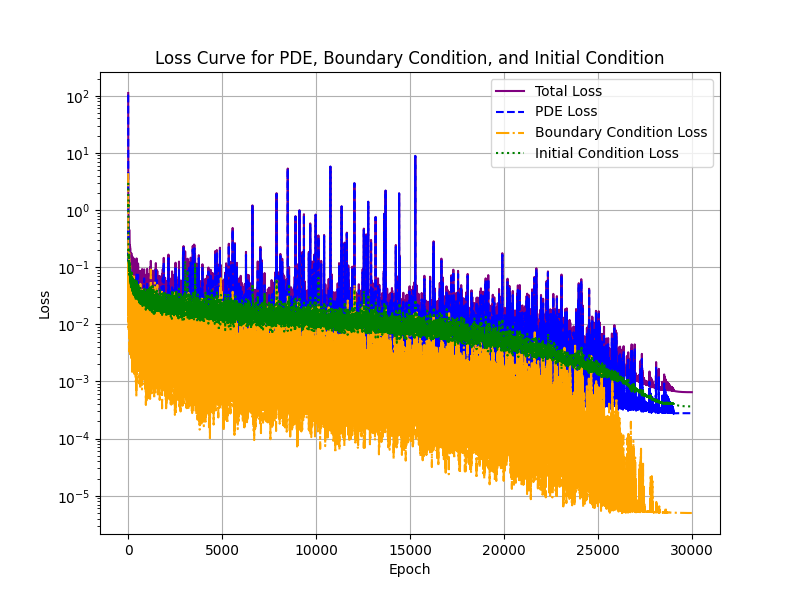 Loss Curve for PDE, Boundary Condition, and Initial Condition
Total Loss
PDE Loss
Boundary Condition Loss
Initial Condition Loss
Loss
10²
10¹
10⁰
10⁻¹
10⁻²
10⁻³
10⁻⁴
10⁻⁵
0 5000 10000 15000 20000 25000 30000
Epoch